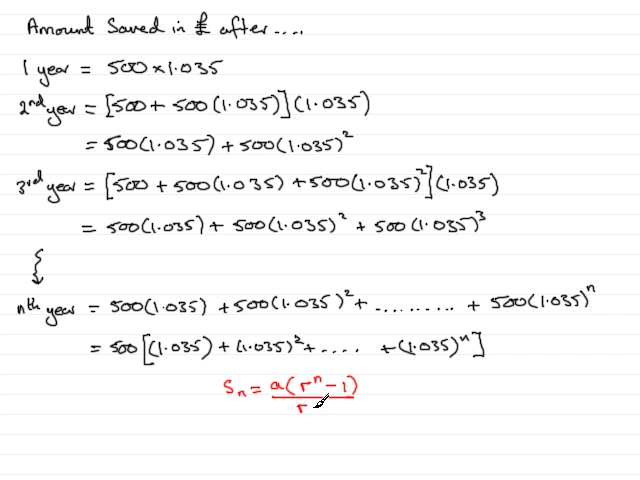 Amount Saved in £ after....
1 year = 500 × 1.035
2nd year = [500 + 500(1.035)](1.035)
= 500(1.035) + 500(1.035)²
3rd year = [500 + 500(1.035) + 500(1.035)²](1.035)
= 500(1.035) + 500(1.035)² + 500(1.035)³
nth year = 500(1.035) + 500(1.035)² + .......... + 500(1.035)ⁿ
= 500[(1.035) + (1.035)² + .... + (1.035)ⁿ]
Sₙ = a(rⁿ - 1)
r